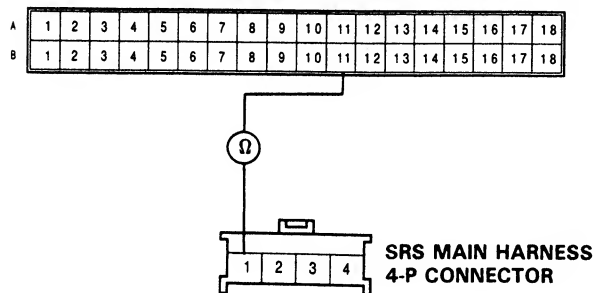 A 1 2 3 4 5 6 7 8 9 10 11 12 13 14 15 16 17 18
B 1 2 3 4 5 6 7 8 9 10 11 12 13 14 15 16 17 18
Ω
SRS MAIN HARNESS
1 2 3 4 4-P CONNECTOR